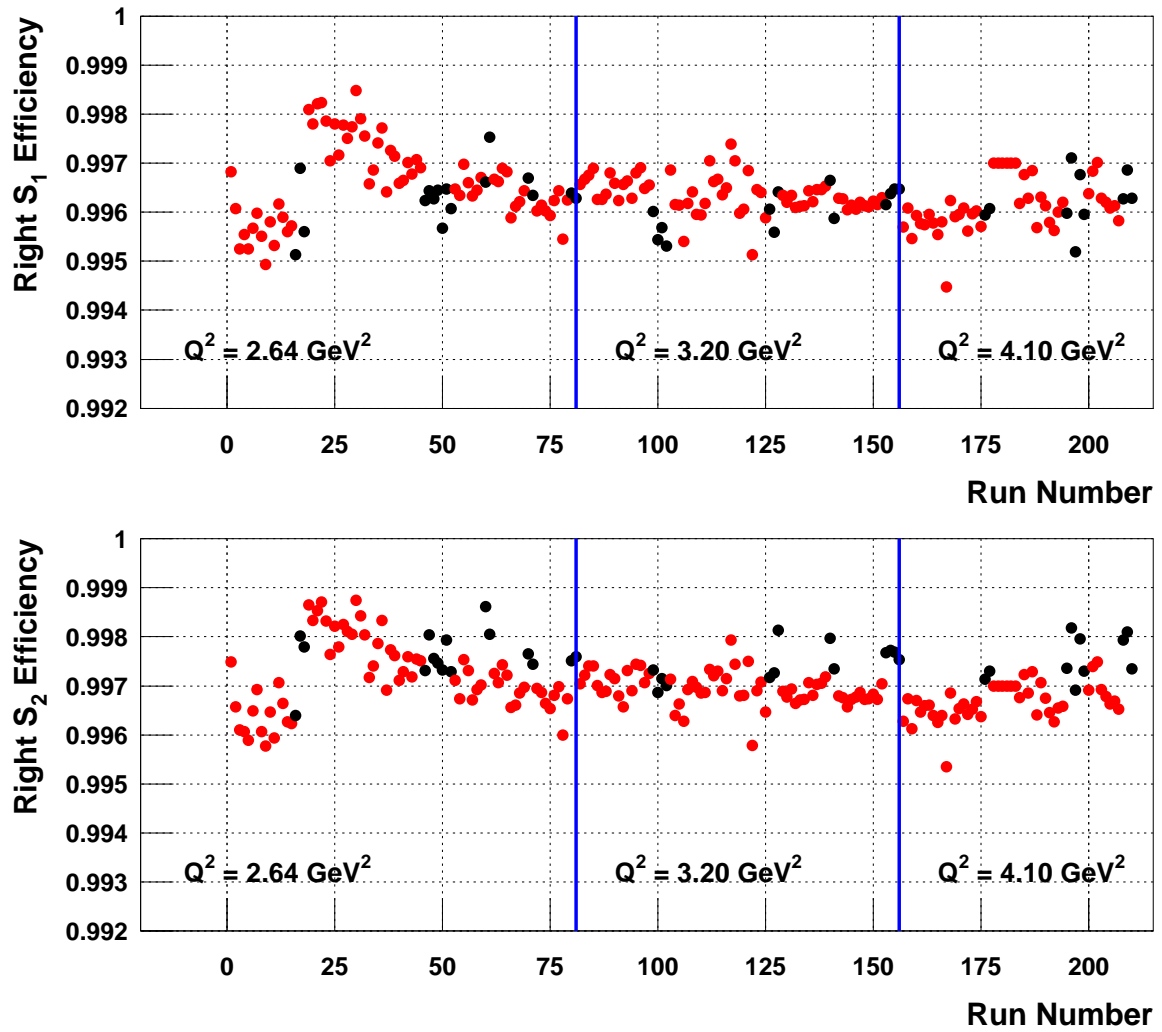 Right S₁ Efficiency
1
0.999
0.998
0.997
0.996
0.995
0.994
0.993
0.992
Q² = 2.64 GeV²
Q² = 3.20 GeV²
Q² = 4.10 GeV²
0 25 50 75 100 125 150 175 200
Run Number
Right S₂ Efficiency
1
0.999
0.998
0.997
0.996
0.995
0.994
0.993
0.992
Q² = 2.64 GeV²
Q² = 3.20 GeV²
Q² = 4.10 GeV²
0 25 50 75 100 125 150 175 200
Run Number